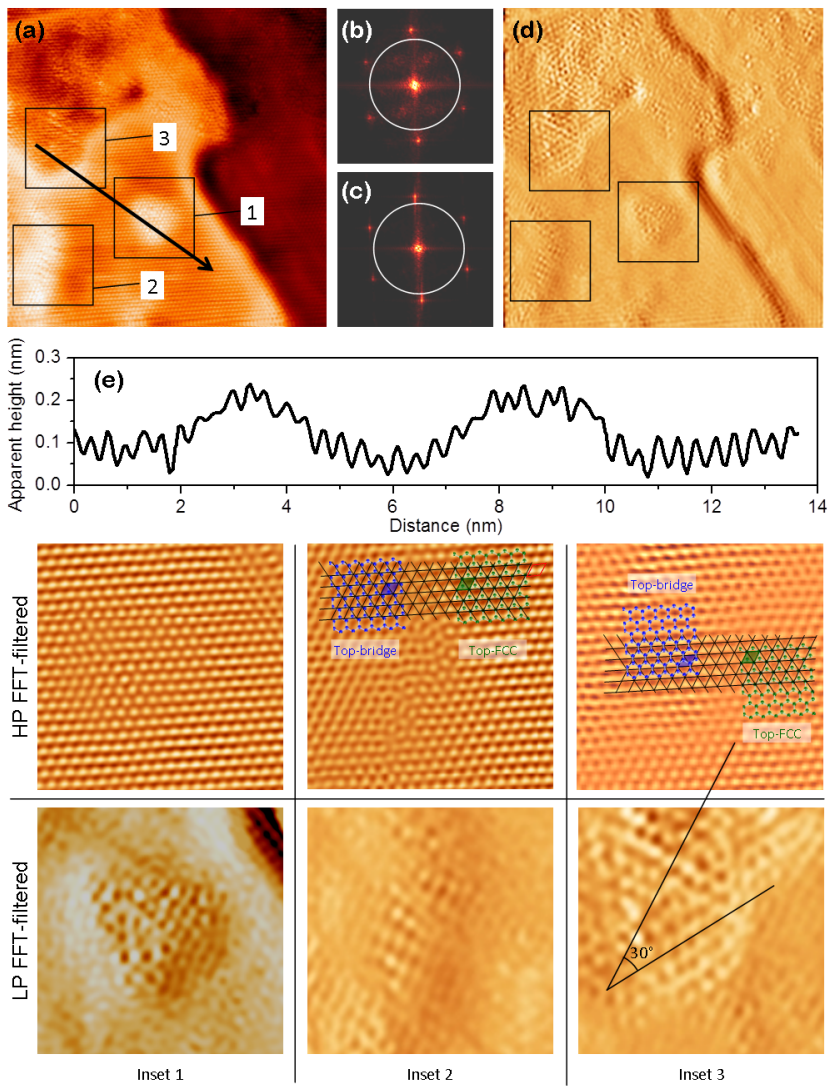 (a)
(b)
(d)
3
1
2
(c)
(e)
Apparent height (nm)
0.3
0.2
0.1
0.0
0 2 4 6 8 10 12 14
Distance (nm)
HP FFT-filtered
Top-bridge
Top-FCC
Top-bridge
Top-FCC
LP FFT-filtered
30°
Inset 1
Inset 2
Inset 3